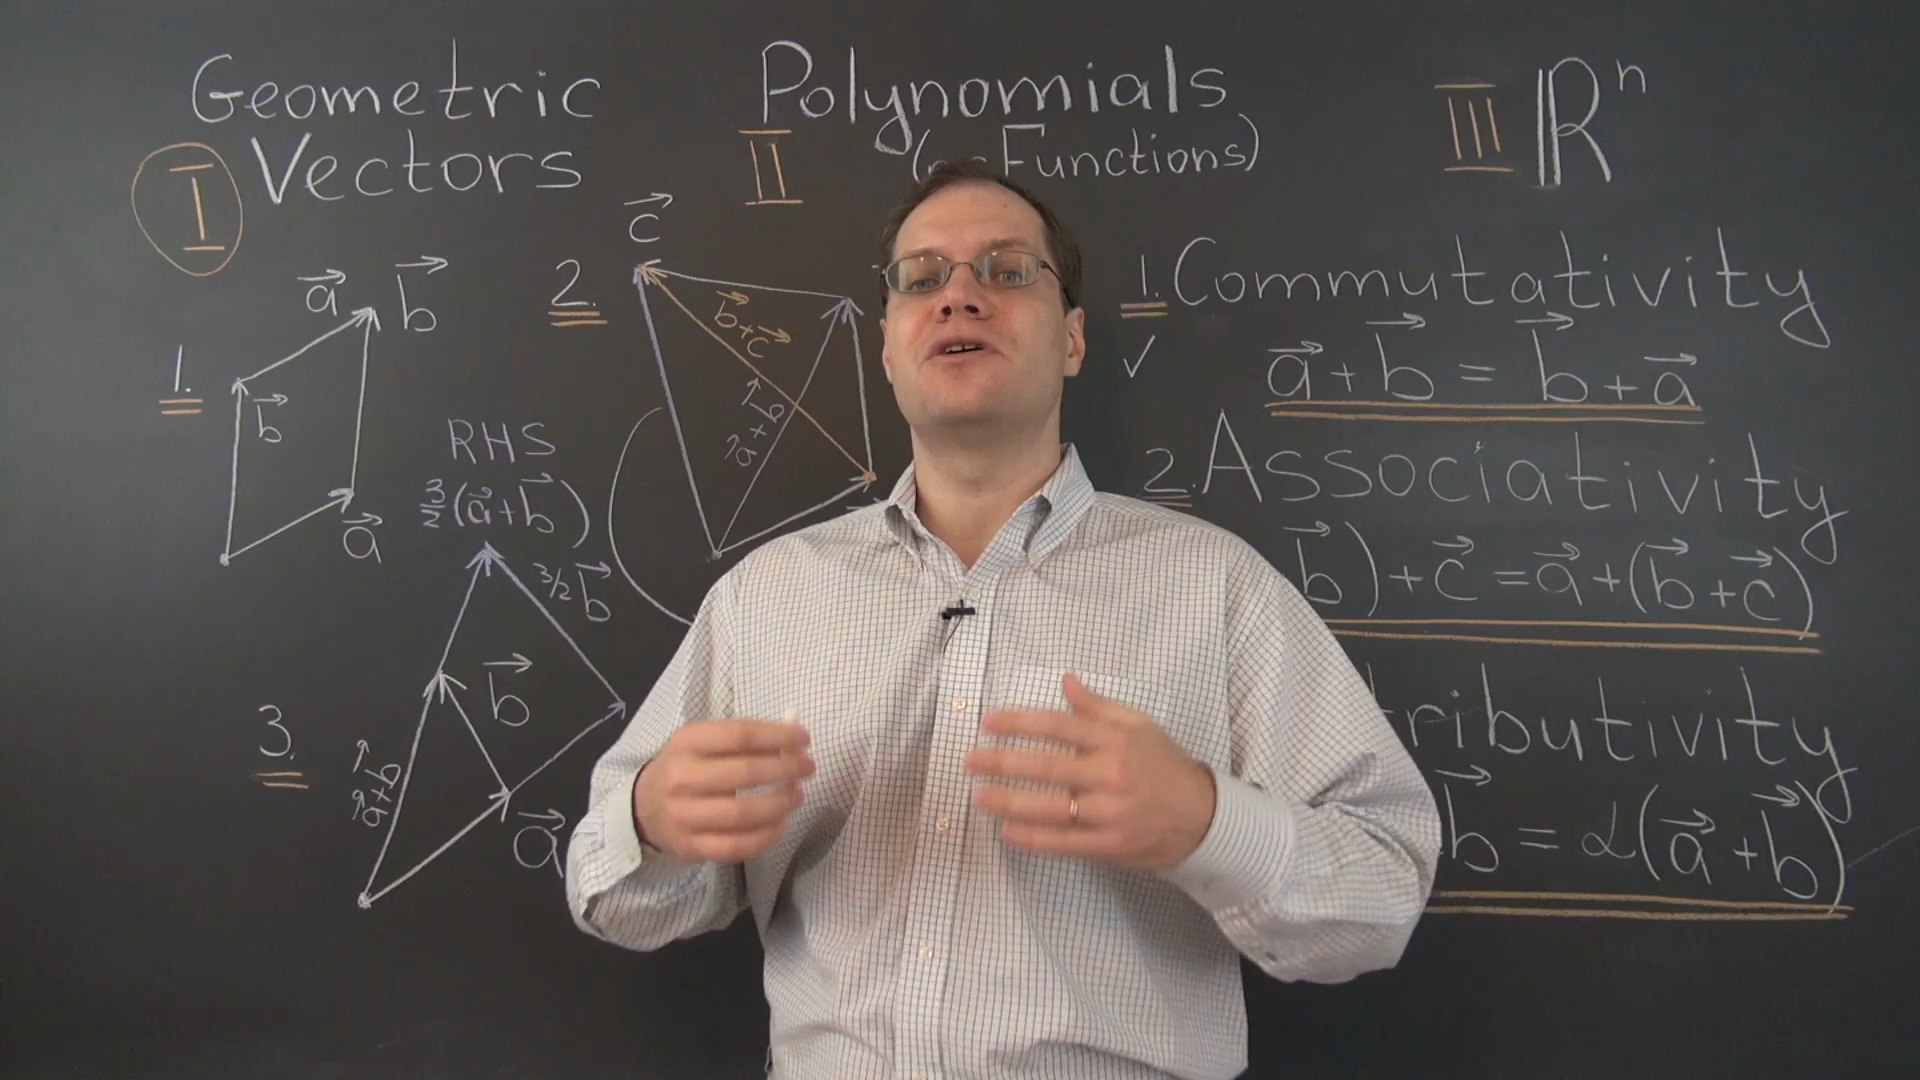 Geometric
Vectors
I
Polynomials
II
Functions)
III ℝⁿ
1.
a⃗ b⃗
b⃗
a⃗
2.
c⃗
b⃗+c⃗
a⃗+b⃗
RHS
3/2(a⃗+b⃗)
3/2 b⃗
3.
b⃗
a⃗+b⃗
a⃗
1. Commutativity
✓ a⃗+b⃗ = b⃗+a⃗
2. Associativity
b⃗)+c⃗=a⃗+(b⃗+c⃗)
tributivity
b⃗ = α(a⃗+b⃗)